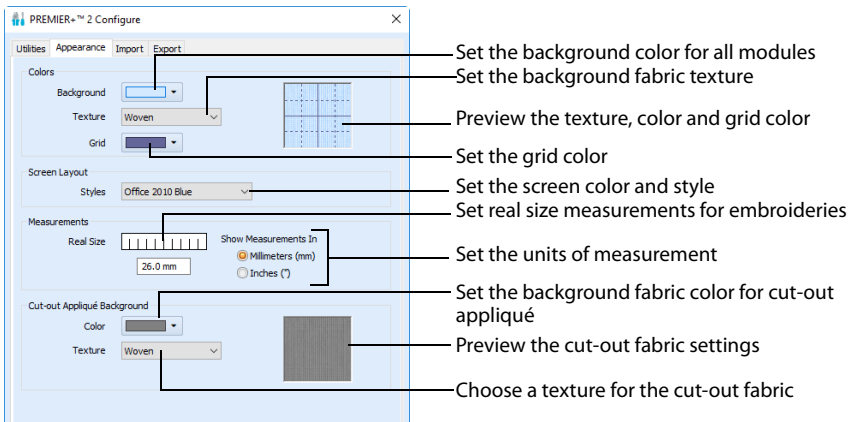 PREMIER+™ 2 Configure
Utilities Appearance Import Export
Colors
Background
Texture Woven
Grid
Screen Layout
Styles Office 2010 Blue
Measurements
Real Size
26.0 mm
Show Measurements In
Millimeters (mm)
Inches (")
Cut-out Appliqué Background
Color
Texture Woven
Set the background color for all modules
Set the background fabric texture
Preview the texture, color and grid color
Set the grid color
Set the screen color and style
Set real size measurements for embroideries
Set the units of measurement
Set the background fabric color for cut-out
appliqué
Preview the cut-out fabric settings
Choose a texture for the cut-out fabric